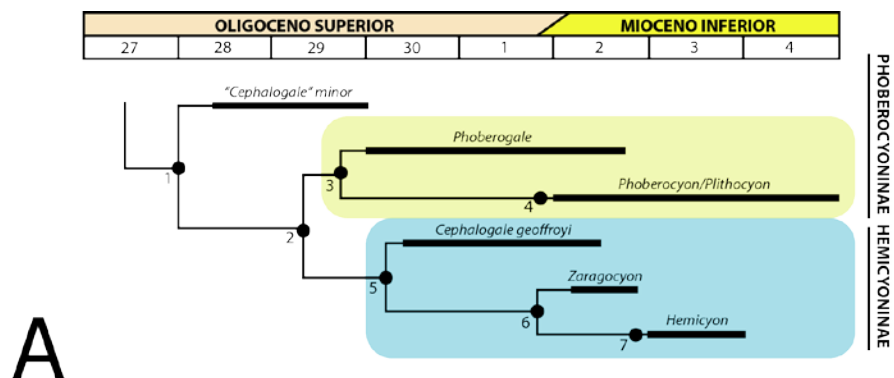 OLIGOCENO SUPERIOR MIOCENO INFERIOR
27 28 29 30 1 2 3 4
"Cephalogale" minor
Phoberogale
Phoberocyon/Plithocyon
Cephalogale geoffroyi
Zaragocyon
Hemicyon
1
2
3
4
5
6
7
PHOBEROCYONINAE
HEMICYONINAE
A